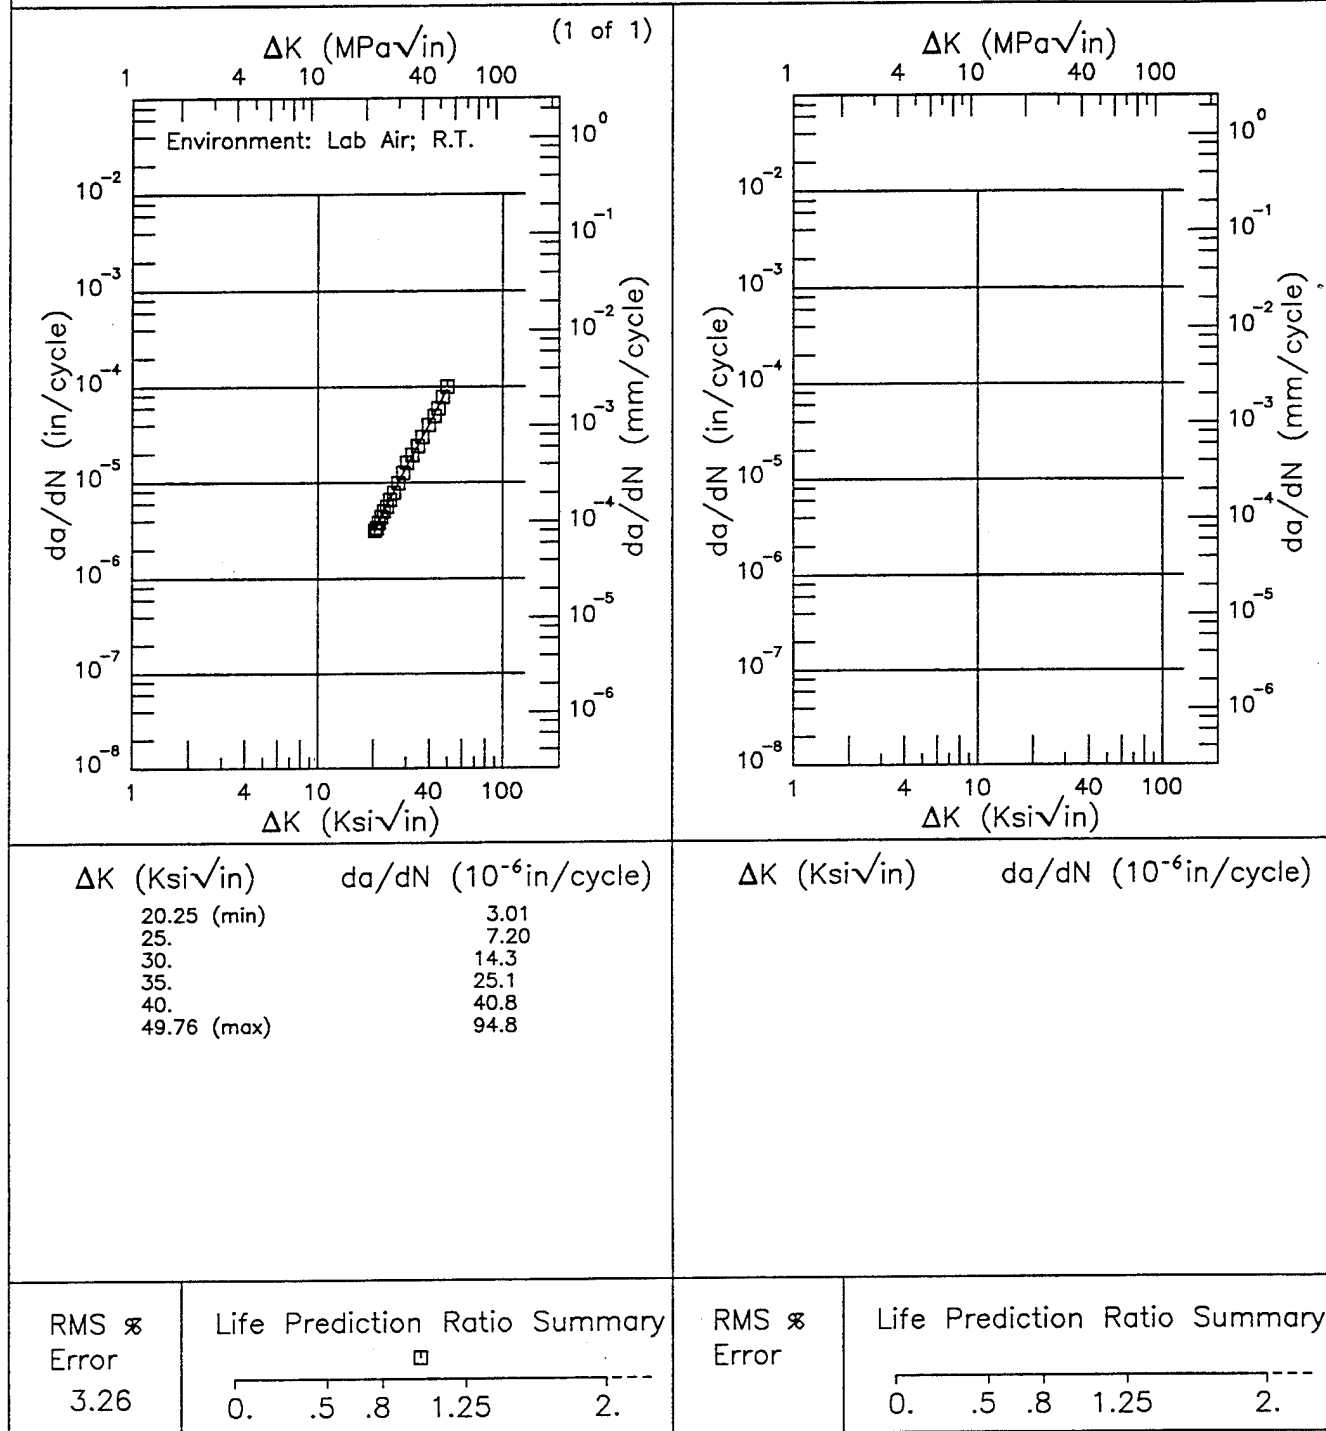 (1 of 1)
ΔK (MPa√in)
1 4 10 40 100
Environment: Lab Air; R.T.
da/dN (in/cycle)
10⁻²
10⁻³
10⁻⁴
10⁻⁵
10⁻⁶
10⁻⁷
10⁻⁸
10⁰
10⁻¹
10⁻²
10⁻³
10⁻⁴
10⁻⁵
10⁻⁶
da/dN (mm/cycle)
1 4 10 40 100
ΔK (Ksi√in)
ΔK (MPa√in)
1 4 10 40 100
da/dN (in/cycle)
10⁻²
10⁻³
10⁻⁴
10⁻⁵
10⁻⁶
10⁻⁷
10⁻⁸
10⁰
10⁻¹
10⁻²
10⁻³
10⁻⁴
10⁻⁵
10⁻⁶
da/dN (mm/cycle)
1 4 10 40 100
ΔK (Ksi√in)
ΔK (Ksi√in) da/dN (10⁻⁶in/cycle)
20.25 (min) 3.01
25. 7.20
30. 14.3
35. 25.1
40. 40.8
49.76 (max) 94.8
ΔK (Ksi√in) da/dN (10⁻⁶in/cycle)
RMS %
Error
3.26
Life Prediction Ratio Summary
0. .5 .8 1.25 2.
RMS %
Error
Life Prediction Ratio Summary
0. .5 .8 1.25 2.